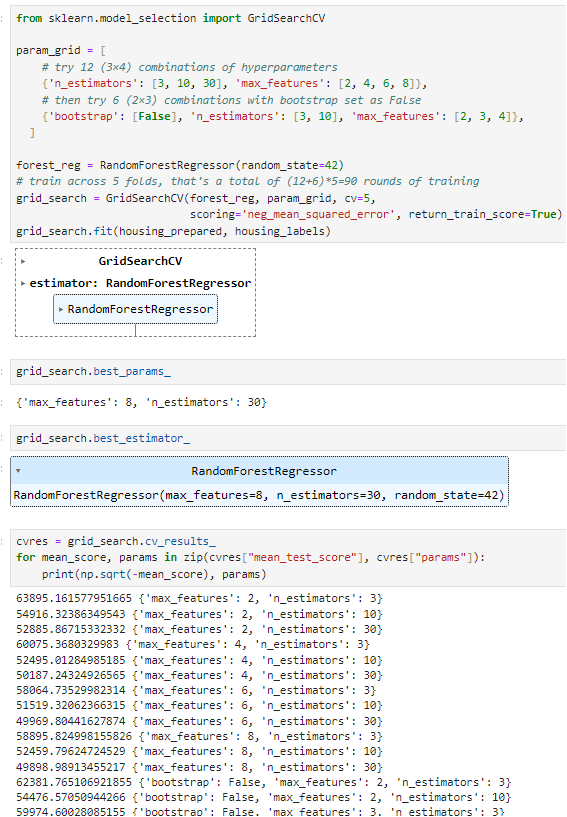 from sklearn.model_selection import GridSearchCV
param_grid = [
# try 12 (3×4) combinations of hyperparameters
{'n_estimators': [3, 10, 30], 'max_features': [2, 4, 6, 8]},
# then try 6 (2×3) combinations with bootstrap set as False
{'bootstrap': [False], 'n_estimators': [3, 10], 'max_features': [2, 3, 4]},
]
forest_reg = RandomForestRegressor(random_state=42)
# train across 5 folds, that's a total of (12+6)*5=90 rounds of training
grid_search = GridSearchCV(forest_reg, param_grid, cv=5,
scoring='neg_mean_squared_error', return_train_score=True)
grid_search.fit(housing_prepared, housing_labels)
GridSearchCV
estimator: RandomForestRegressor
RandomForestRegressor
grid_search.best_params_
{'max_features': 8, 'n_estimators': 30}
grid_search.best_estimator_
RandomForestRegressor
RandomForestRegressor(max_features=8, n_estimators=30, random_state=42)
cvres = grid_search.cv_results_
for mean_score, params in zip(cvres["mean_test_score"], cvres["params"]):
print(np.sqrt(-mean_score), params)
63895.161577951665 {'max_features': 2, 'n_estimators': 3}
54916.32386349543 {'max_features': 2, 'n_estimators': 10}
52885.86715332332 {'max_features': 2, 'n_estimators': 30}
60075.3680329983 {'max_features': 4, 'n_estimators': 3}
52495.01284985185 {'max_features': 4, 'n_estimators': 10}
50187.24324926565 {'max_features': 4, 'n_estimators': 30}
58064.73529982314 {'max_features': 6, 'n_estimators': 3}
51519.32062366315 {'max_features': 6, 'n_estimators': 10}
49969.80441627874 {'max_features': 6, 'n_estimators': 30}
58895.824998155826 {'max_features': 8, 'n_estimators': 3}
52459.79624724529 {'max_features': 8, 'n_estimators': 10}
49898.98913455217 {'max_features': 8, 'n_estimators': 30}
62381.765106921855 {'bootstrap': False, 'max_features': 2, 'n_estimators': 3}
54476.57050944266 {'bootstrap': False, 'max_features': 2, 'n_estimators': 10}
59974.60028085155 {'bootstrap': False, 'max_features': 3, 'n_estimators': 3}